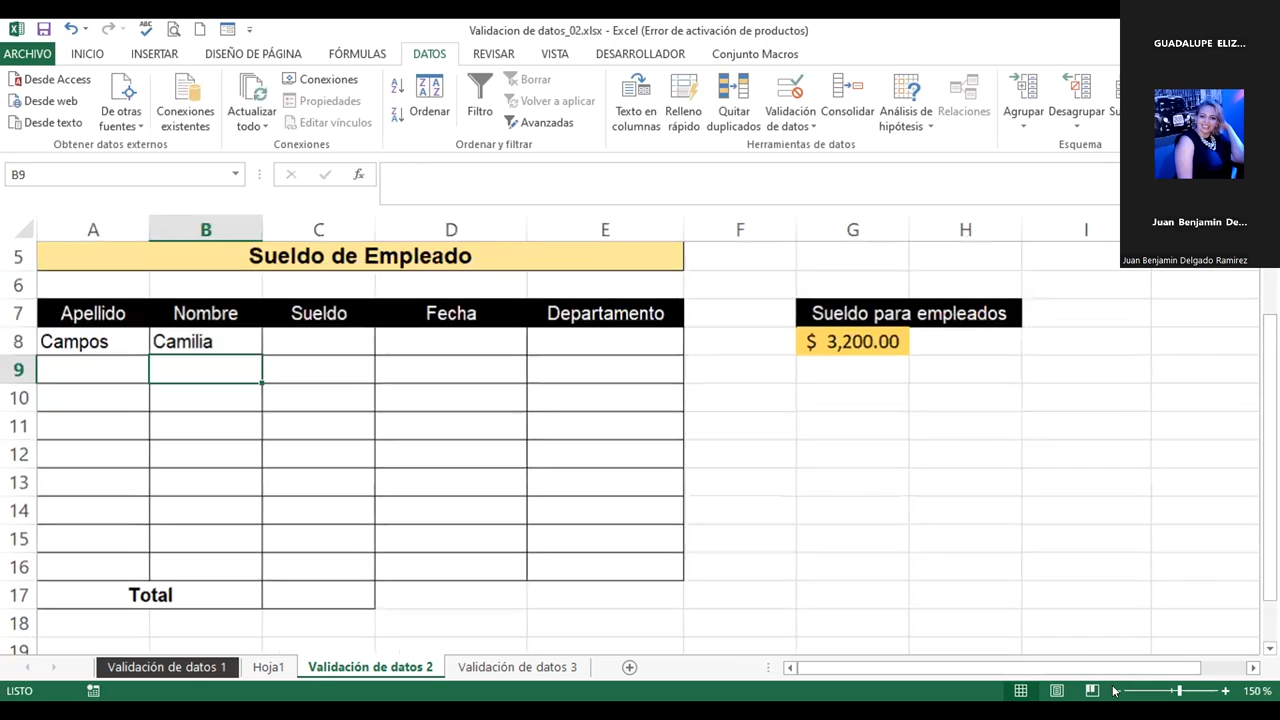 Validacion de datos_02.xlsx - Excel (Error de activación de productos)
ARCHIVO INICIO INSERTAR DISEÑO DE PÁGINA FÓRMULAS DATOS REVISAR VISTA DESARROLLADOR Conjunto Macros
Desde Access
Desde web
Desde texto
De otras fuentes
Conexiones existentes
Obtener datos externos
Actualizar todo
Conexiones
Propiedades
Editar vínculos
Conexiones
Ordenar
Filtro
Borrar
Volver a aplicar
Avanzadas
Ordenar y filtrar
Texto en columnas
Relleno rápido
Quitar duplicados
Validación de datos
Consolidar
Análisis de hipótesis
Relaciones
Herramientas de datos
Agrupar
Desagrupar
Su
Esquema
GUADALUPE ELIZ...
Juan Benjamin De...
Juan Benjamin Delgado Ramirez
B9
fx
A B C D E F G H I
5 Sueldo de Empleado
6
7 Apellido Nombre Sueldo Fecha Departamento Sueldo para empleados
8 Campos Camilia $ 3,200.00
9
10
11
12
13
14
15
16
17 Total
18
19
Validación de datos 1 Hoja1 Validación de datos 2 Validación de datos 3
LISTO 150 %